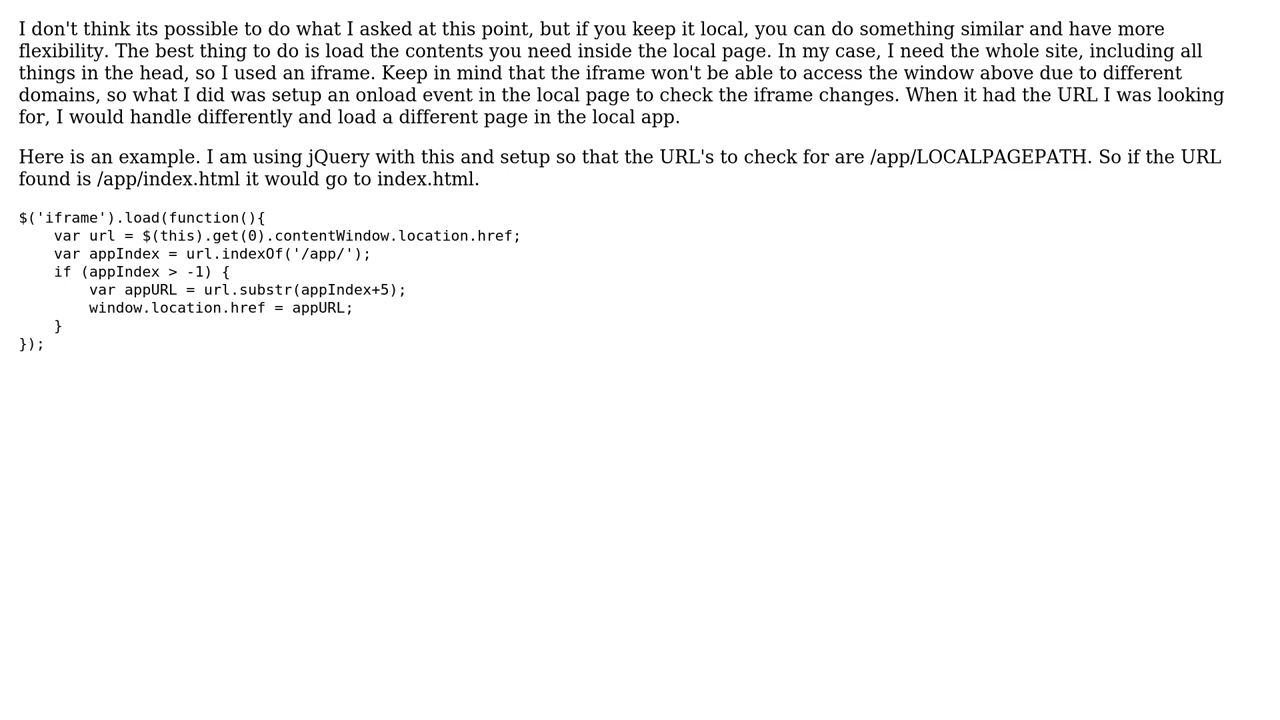 I don't think its possible to do what I asked at this point, but if you keep it local, you can do something similar and have more
flexibility. The best thing to do is load the contents you need inside the local page. In my case, I need the whole site, including all
things in the head, so I used an iframe. Keep in mind that the iframe won't be able to access the window above due to different
domains, so what I did was setup an onload event in the local page to check the iframe changes. When it had the URL I was looking
for, I would handle differently and load a different page in the local app.
Here is an example. I am using jQuery with this and setup so that the URL's to check for are /app/LOCALPAGEPATH. So if the URL
found is /app/index.html it would go to index.html.
$('iframe').load(function(){
    var url = $(this).get(0).contentWindow.location.href;
    var appIndex = url.indexOf('/app/');
    if (appIndex > -1) {
        var appURL = url.substr(appIndex+5);
        window.location.href = appURL;
    }
});